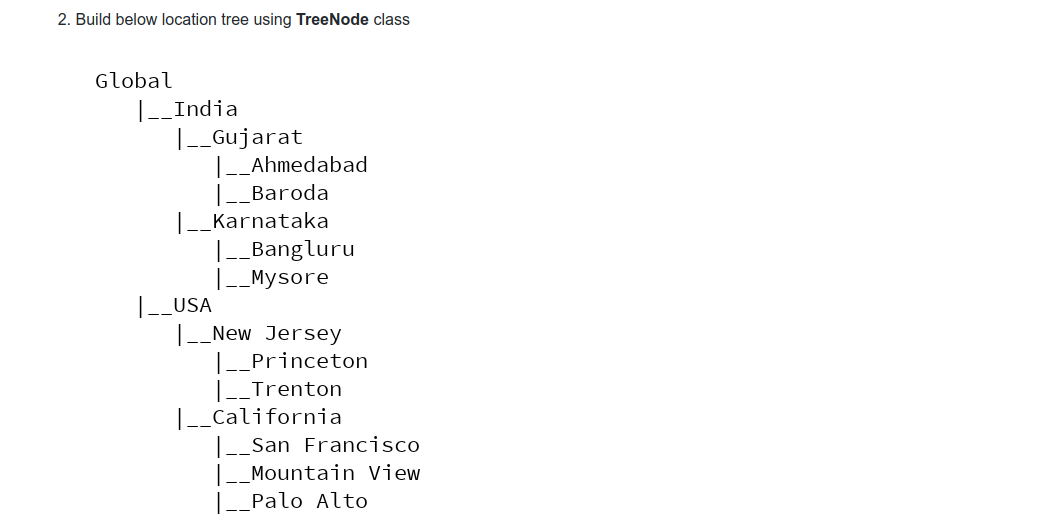 2. Build below location tree using TreeNode class
Global
|__India
|__Gujarat
|__Ahmedabad
|__Baroda
|__Karnataka
|__Bangluru
|__Mysore
|__USA
|__New Jersey
|__Princeton
|__Trenton
|__California
|__San Francisco
|__Mountain View
|__Palo Alto